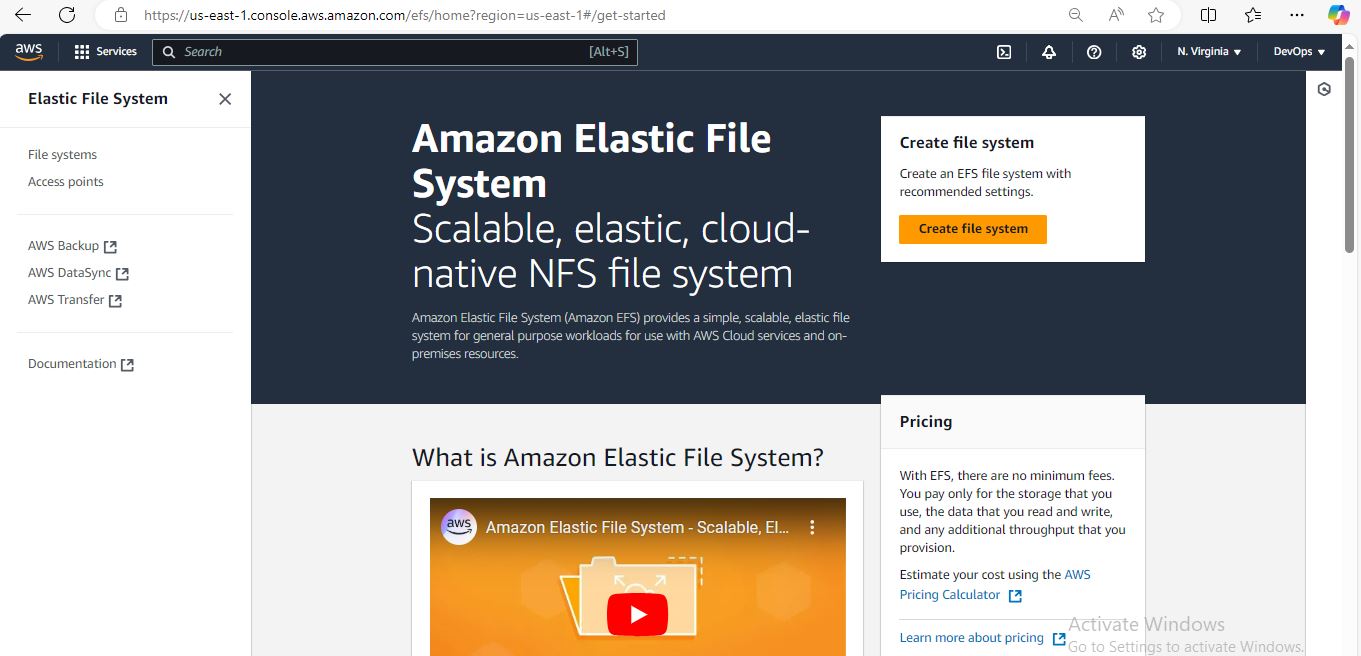 https://us-east-1.console.aws.amazon.com/efs/home?region=us-east-1#/get-started
aws
Services
Search
[Alt+S]
N. Virginia
DevOps
Elastic File System
File systems
Access points
AWS Backup
AWS DataSync
AWS Transfer
Documentation
Amazon Elastic File
System
Scalable, elastic, cloud-
native NFS file system
Amazon Elastic File System (Amazon EFS) provides a simple, scalable, elastic file
system for general purpose workloads for use with AWS Cloud services and on-
premises resources.
Create file system
Create an EFS file system with
recommended settings.
Create file system
What is Amazon Elastic File System?
aws
Amazon Elastic File System - Scalable, El...
Pricing
With EFS, there are no minimum fees.
You pay only for the storage that you
use, the data that you read and write,
and any additional throughput that you
provision.
Estimate your cost using the AWS
Pricing Calculator
Learn more about pricing
Activate Windows
Go to Settings to activate Windows.